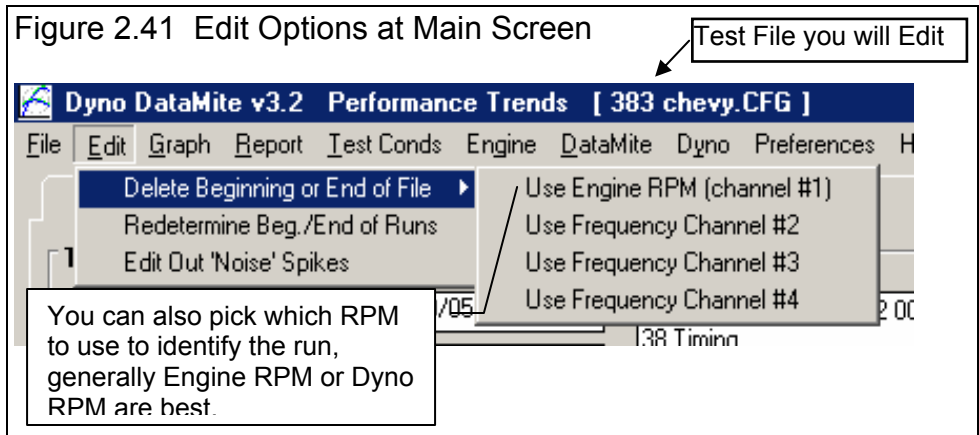 Figure 2.41 Edit Options at Main Screen
Test File you will Edit
Dyno DataMite v3.2 Performance Trends [ 383 chevy.CFG ]
File Edit Graph Report Test Conds Engine DataMite Dyno Preferences H
Delete Beginning or End of File
Redetermine Beg./End of Runs
Edit Out 'Noise' Spikes
Use Engine RPM (channel #1)
Use Frequency Channel #2
Use Frequency Channel #3
Use Frequency Channel #4
/05
38 Timing
You can also pick which RPM
to use to identify the run,
generally Engine RPM or Dyno
RPM are best.